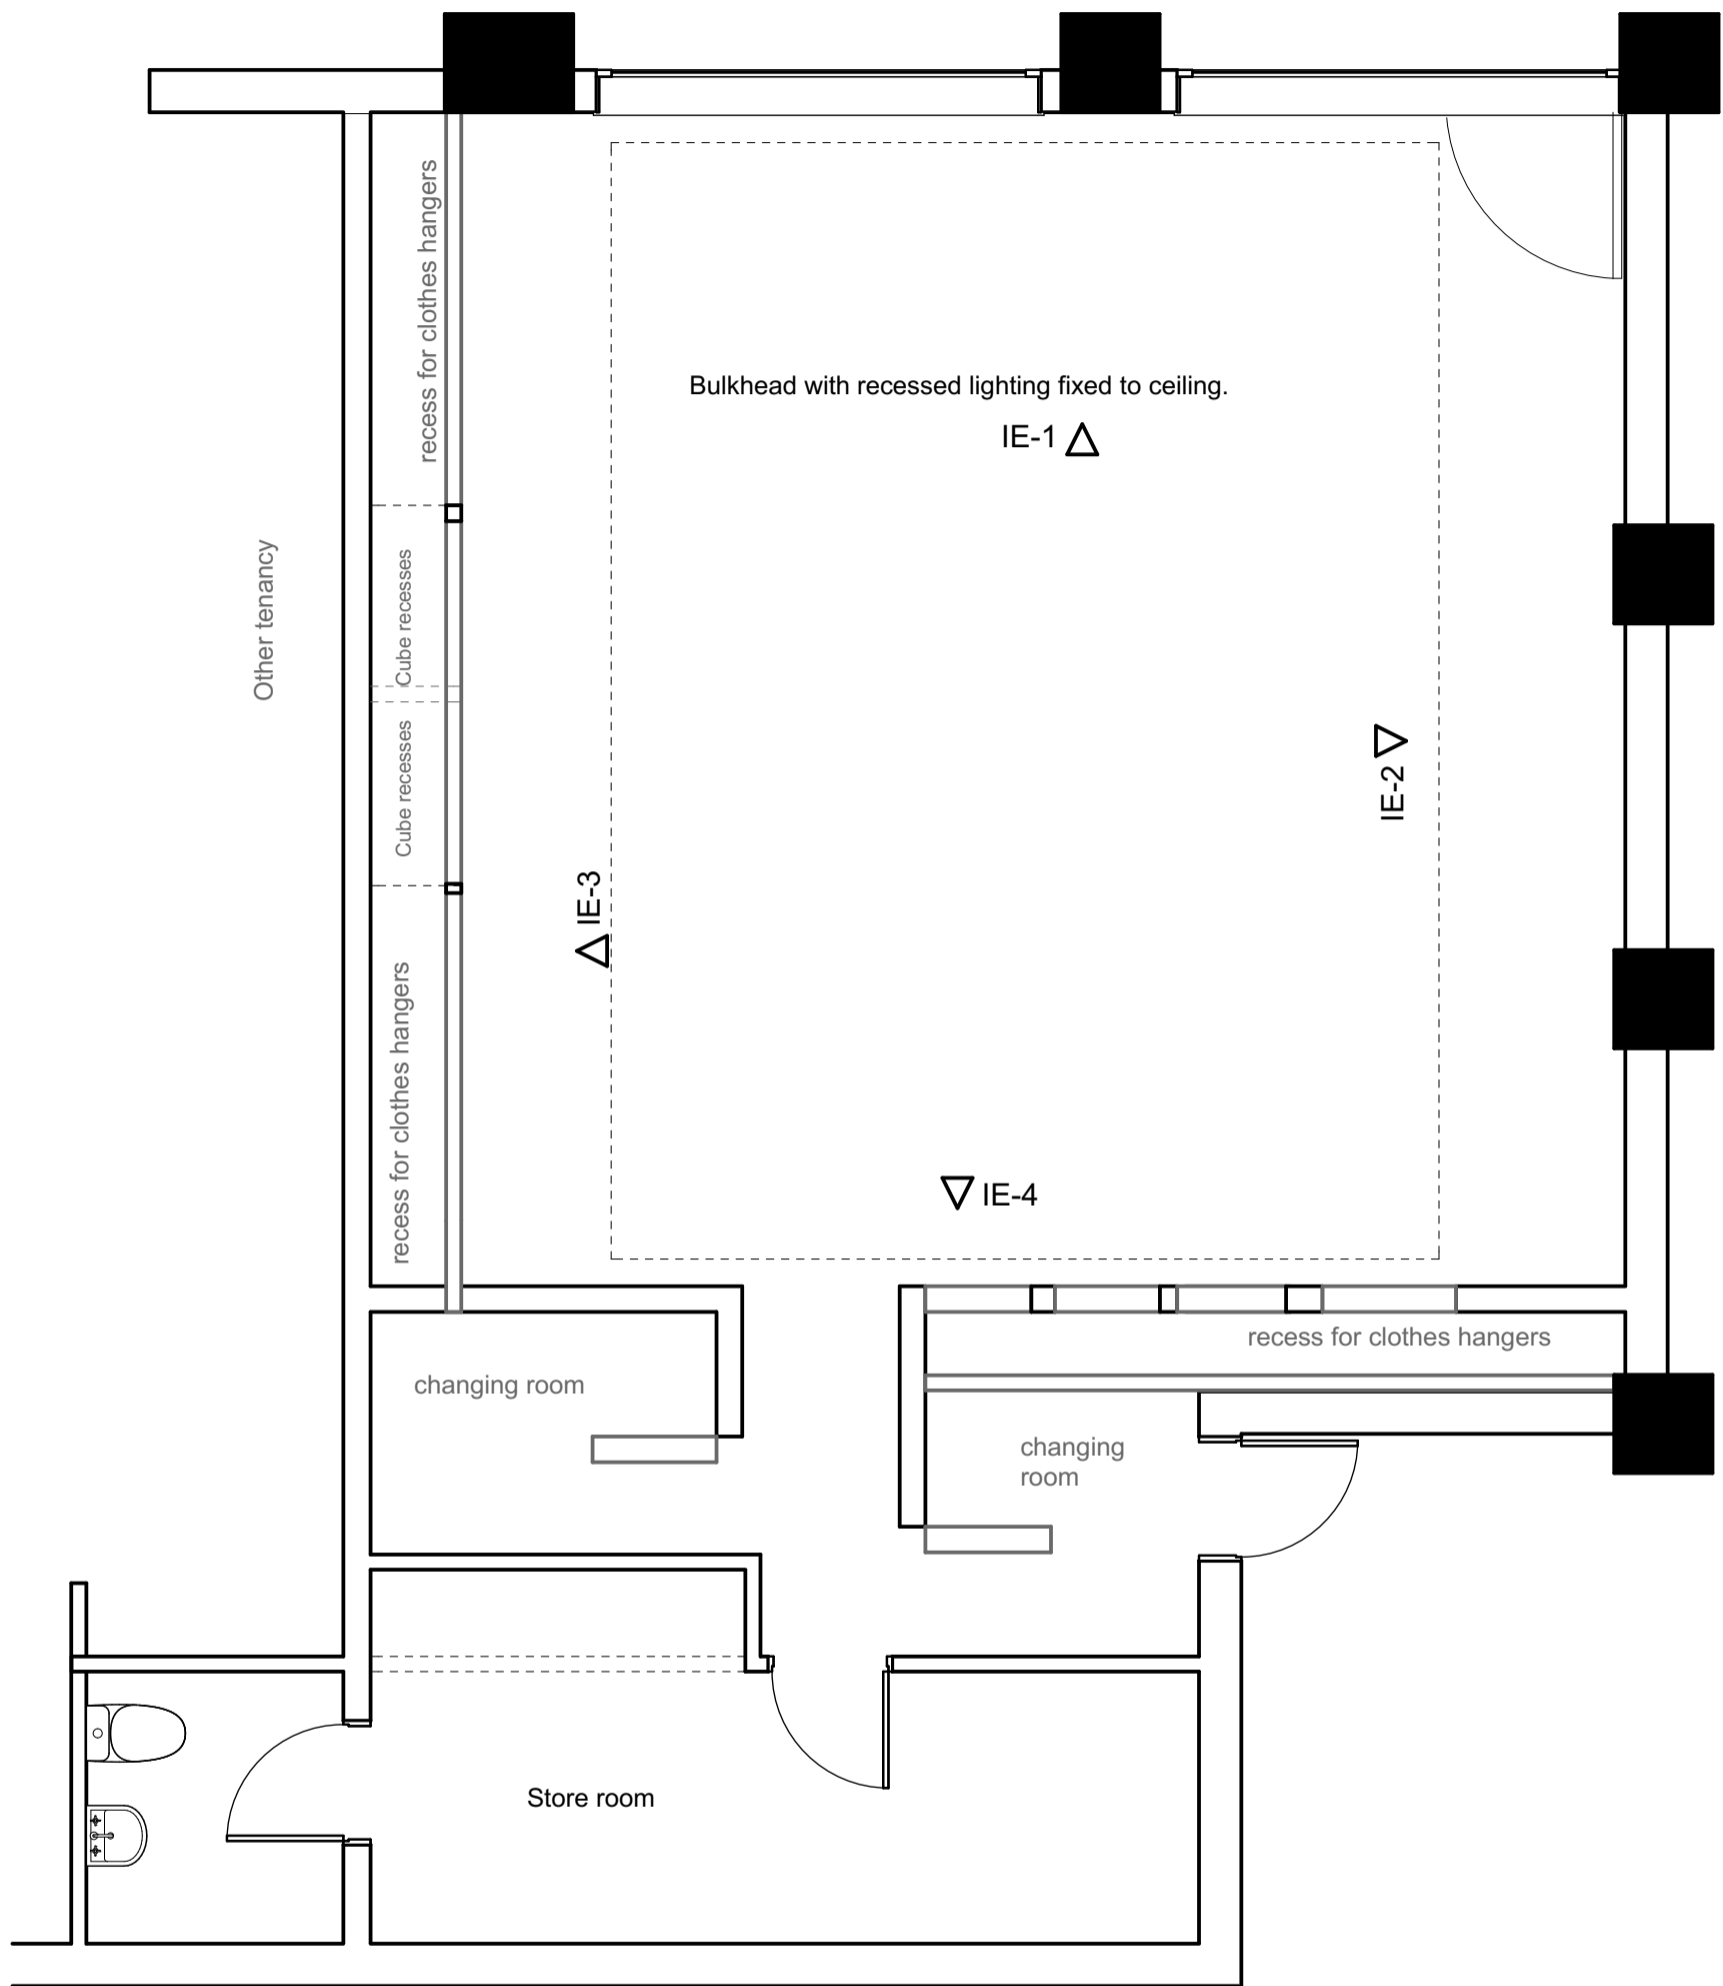 recess for clothes hangers
Bulkhead with recessed lighting fixed to ceiling.
IE-1
Other tenancy
Cube recesses
Cube recesses
IE-2
IE-3
recess for clothes hangers
IE-4
recess for clothes hangers
changing room
changing
room
Store room